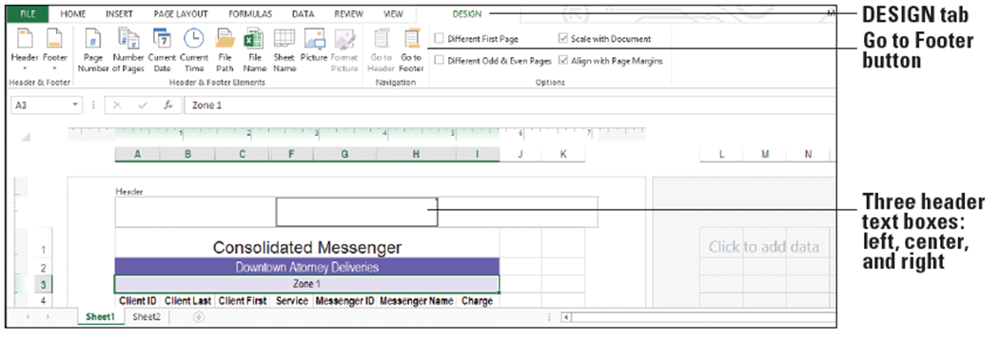 FILE HOME INSERT PAGE LAYOUT FORMULAS DATA REVIEW VIEW DESIGN M
DESIGN tab
Go to Footer
button
Header Footer Page Number Current Current File File Sheet Picture Format Go to Go to
Number of Pages Date Time Path Name Name Picture Header Footer
Different First Page Scale with Document
Different Odd & Even Pages Align with Page Margins
Header & Footer Header & Footer Elements Navigation Options
A3 fx Zone 1
1 2 3 4 5 6 7
A B C F G H I J K L M N
Header
Three header
text boxes:
left, center,
and right
1 Consolidated Messenger Click to add data
2 Downtown Attorney Deliveries
3 Zone 1
4 Client ID Client Last Client First Service Messenger ID Messenger Name Charge
Sheet1 Sheet2